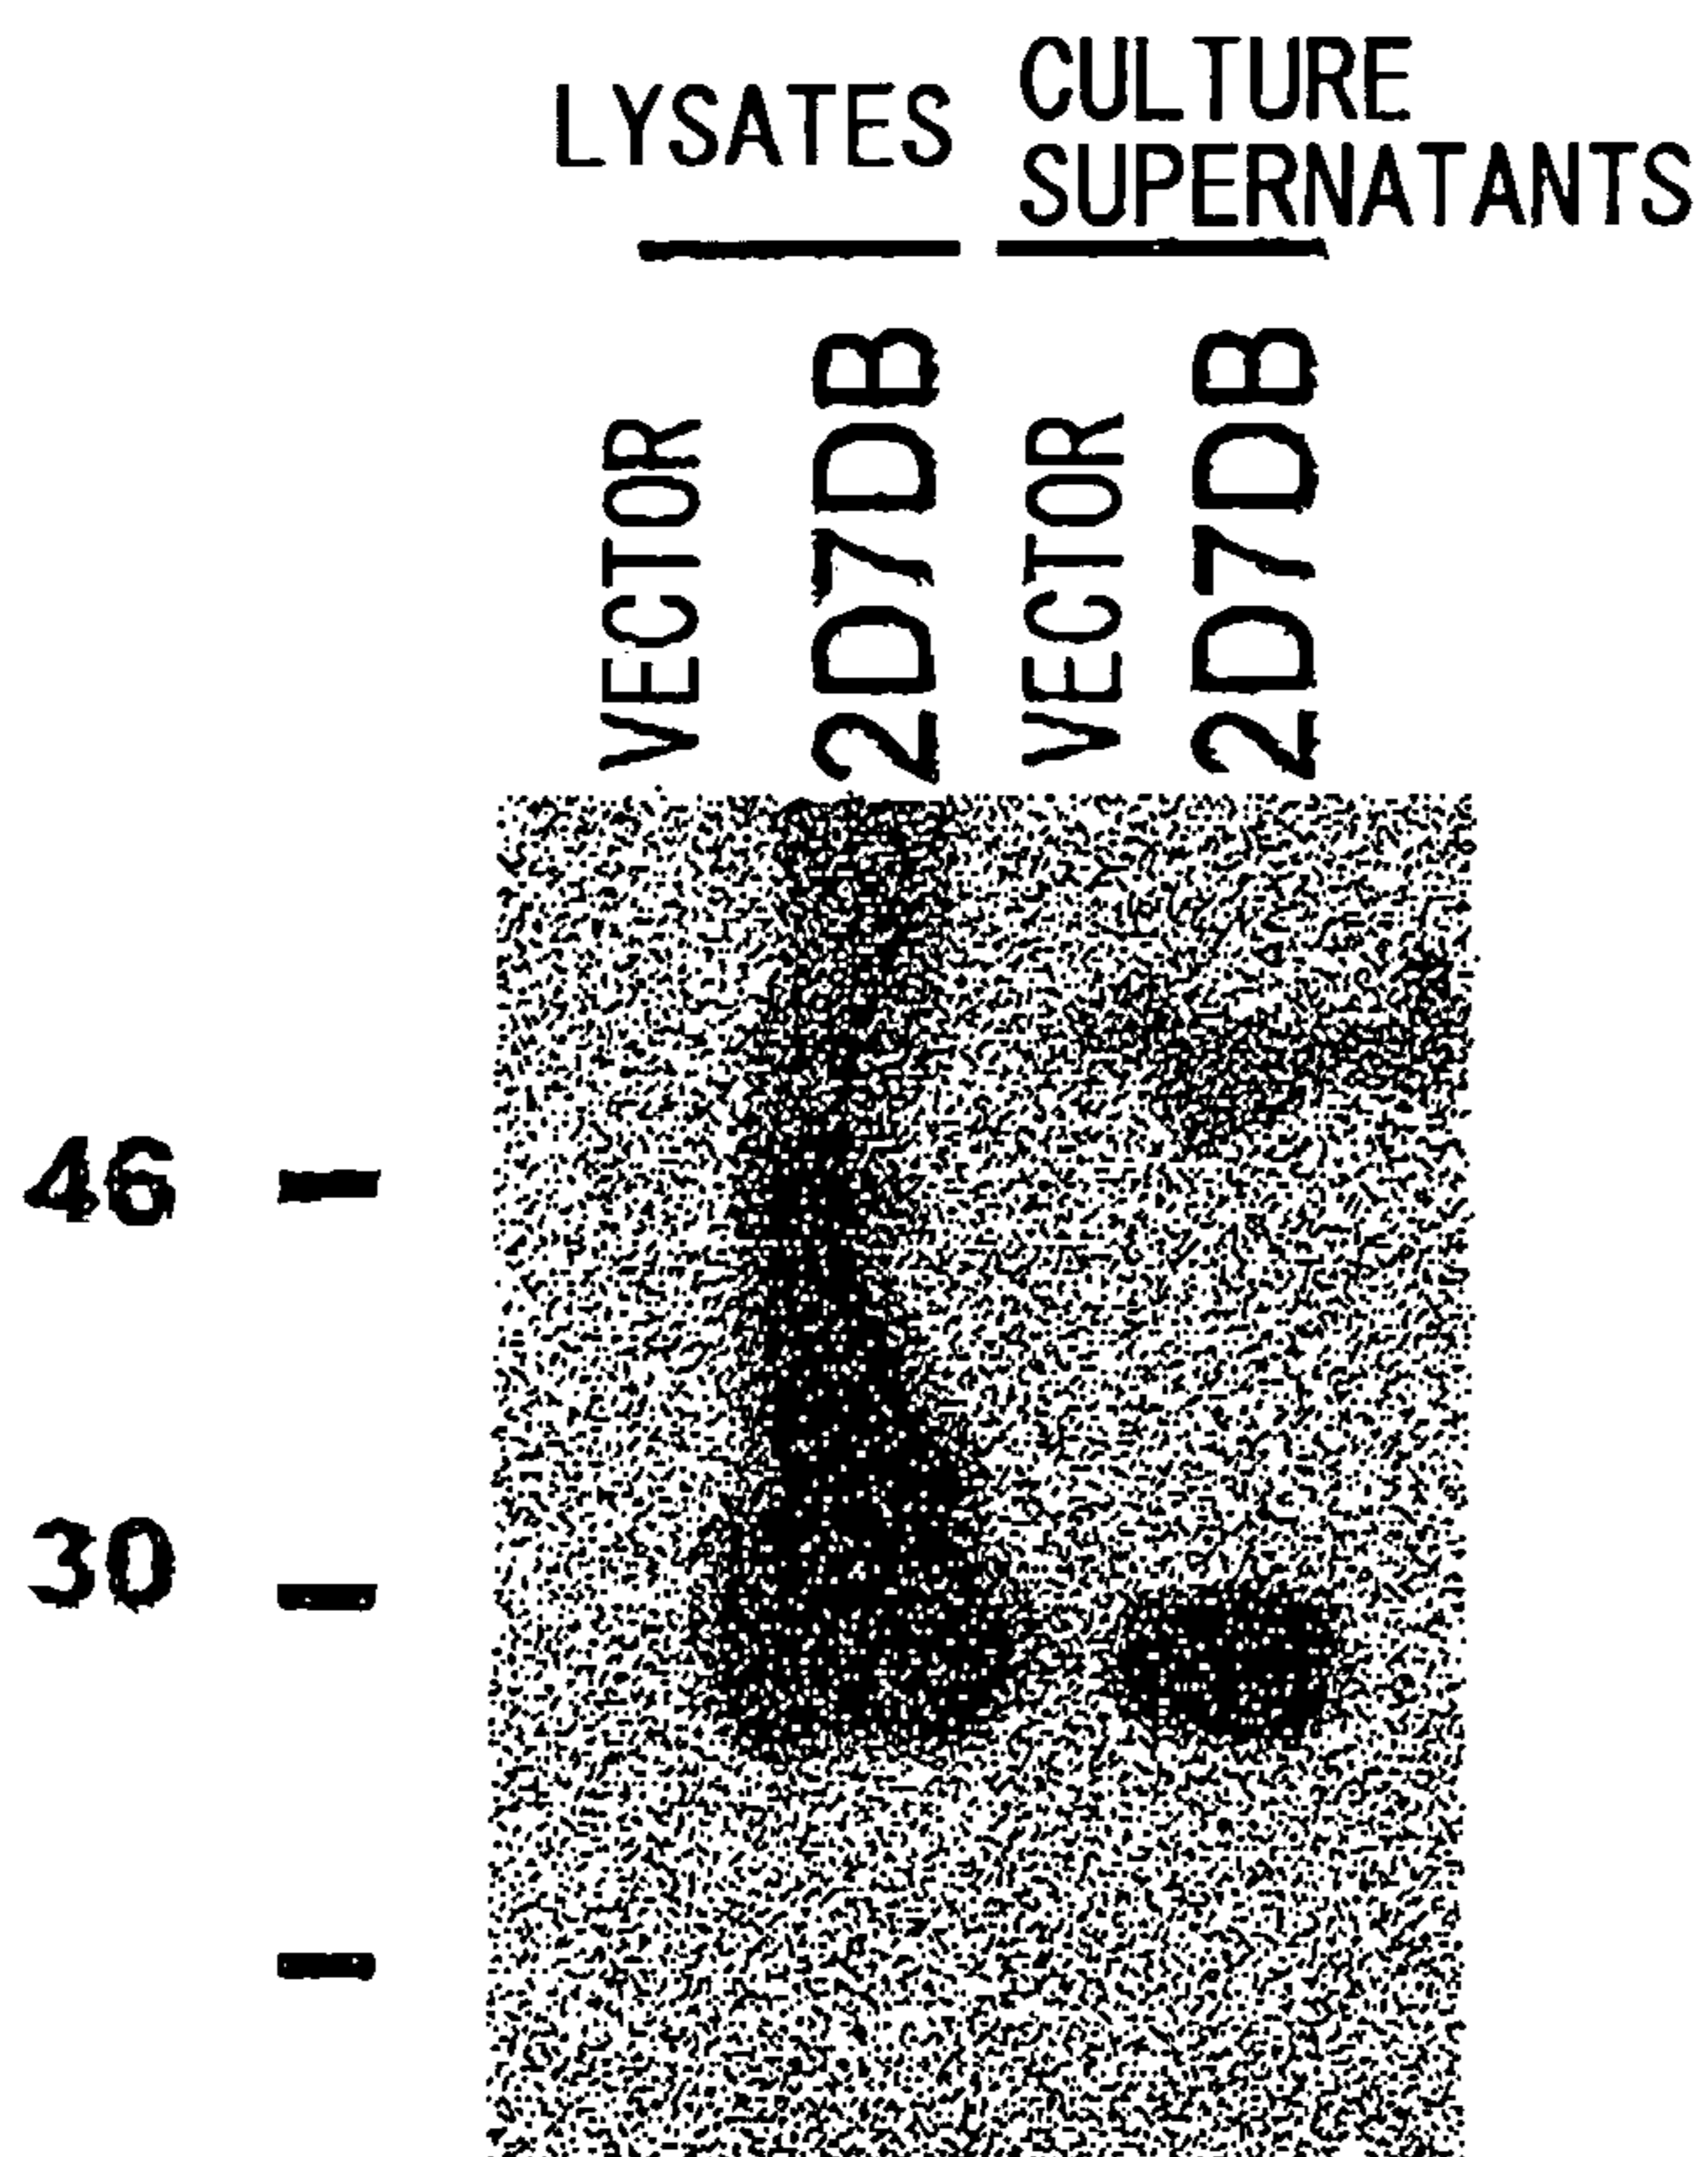 LYSATES
CULTURE
SUPERNATANTS
VECTOR
2D7DB
VECTOR
2D7DB
46
30